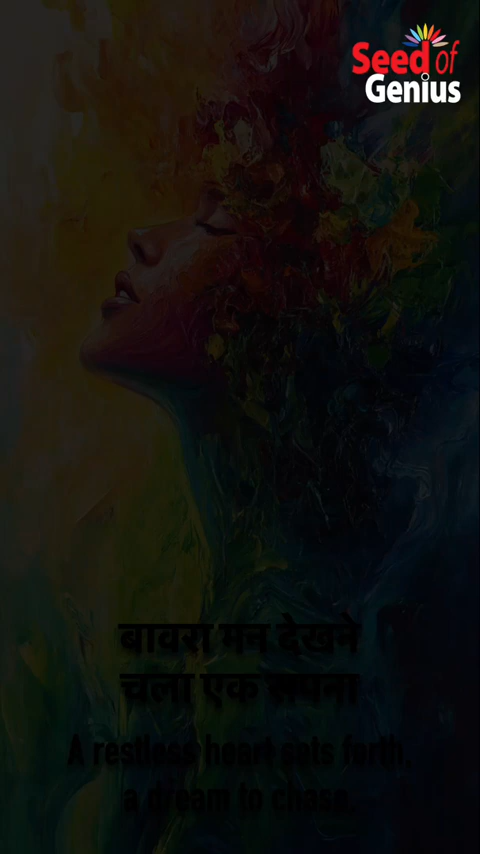 Seed of
Genius
बावरा मन देखने
चला एक सपना
A restless heart sets forth,
a dream to chase.